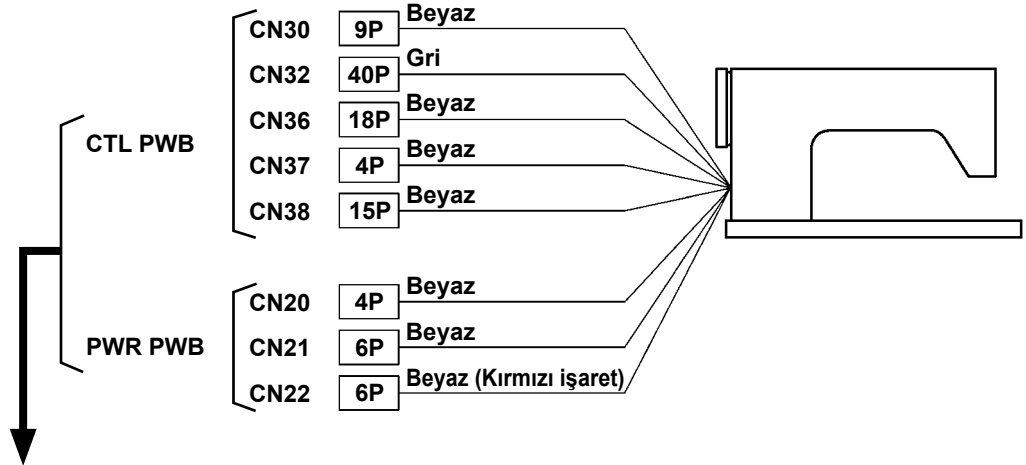 CTL PWB
CN30 9P Beyaz
CN32 40P Gri
CN36 18P Beyaz
CN37 4P Beyaz
CN38 15P Beyaz
PWR PWB
CN20 4P Beyaz
CN21 6P Beyaz
CN22 6P Beyaz (Kırmızı işaret)